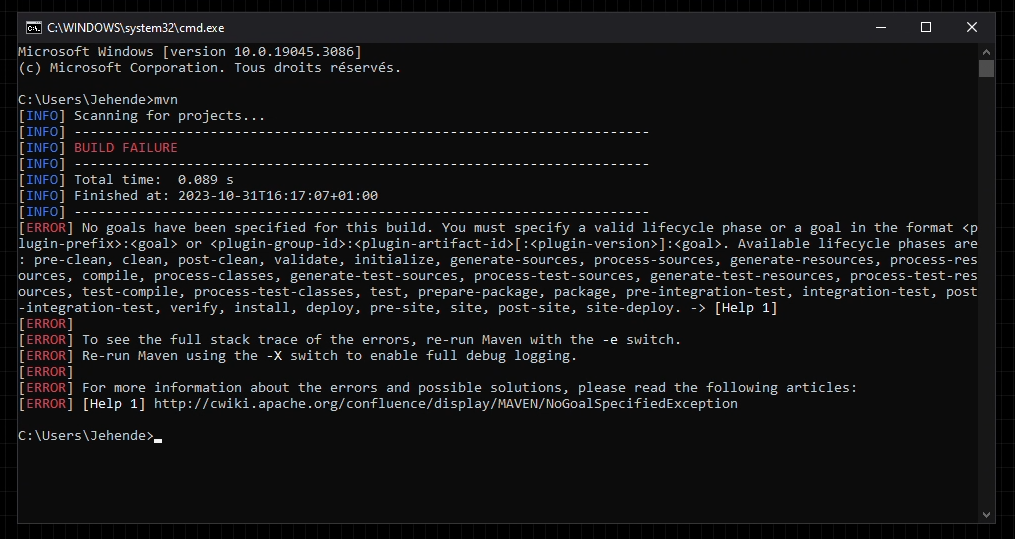 C:\WINDOWS\system32\cmd.exe
Microsoft Windows [version 10.0.19045.3086]
(c) Microsoft Corporation. Tous droits réservés.
C:\Users\Jehende>mvn
[INFO] Scanning for projects...
[INFO] ------------------------------------------------------------------------
[INFO] BUILD FAILURE
[INFO] ------------------------------------------------------------------------
[INFO] Total time:  0.089 s
[INFO] Finished at: 2023-10-31T16:17:07+01:00
[INFO] ------------------------------------------------------------------------
[ERROR] No goals have been specified for this build. You must specify a valid lifecycle phase or a goal in the format <p
lugin-prefix>:<goal> or <plugin-group-id>:<plugin-artifact-id>[:<plugin-version>]:<goal>. Available lifecycle phases are
: pre-clean, clean, post-clean, validate, initialize, generate-sources, process-sources, generate-resources, process-res
ources, compile, process-classes, generate-test-sources, process-test-sources, generate-test-resources, process-test-res
ources, test-compile, process-test-classes, test, prepare-package, package, pre-integration-test, integration-test, post
-integration-test, verify, install, deploy, pre-site, site, post-site, site-deploy. -> [Help 1]
[ERROR]
[ERROR] To see the full stack trace of the errors, re-run Maven with the -e switch.
[ERROR] Re-run Maven using the -X switch to enable full debug logging.
[ERROR]
[ERROR] For more information about the errors and possible solutions, please read the following articles:
[ERROR] [Help 1] http://cwiki.apache.org/confluence/display/MAVEN/NoGoalSpecifiedException
C:\Users\Jehende>